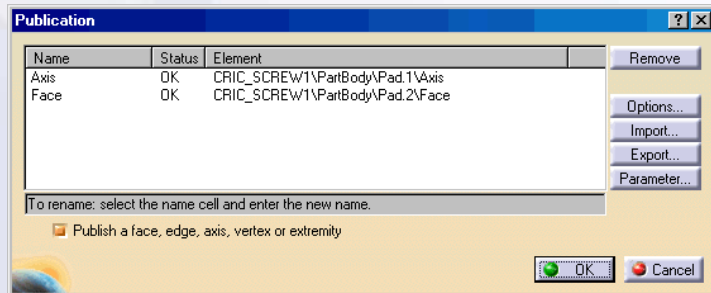 Publication
Name Status Element Remove
Axis OK CRIC_SCREW1\PartBody\Pad.1\Axis
Face OK CRIC_SCREW1\PartBody\Pad.2\Face
Options...
Import...
Export...
Parameter...
To rename: select the name cell and enter the new name.
Publish a face, edge, axis, vertex or extremity
OK Cancel